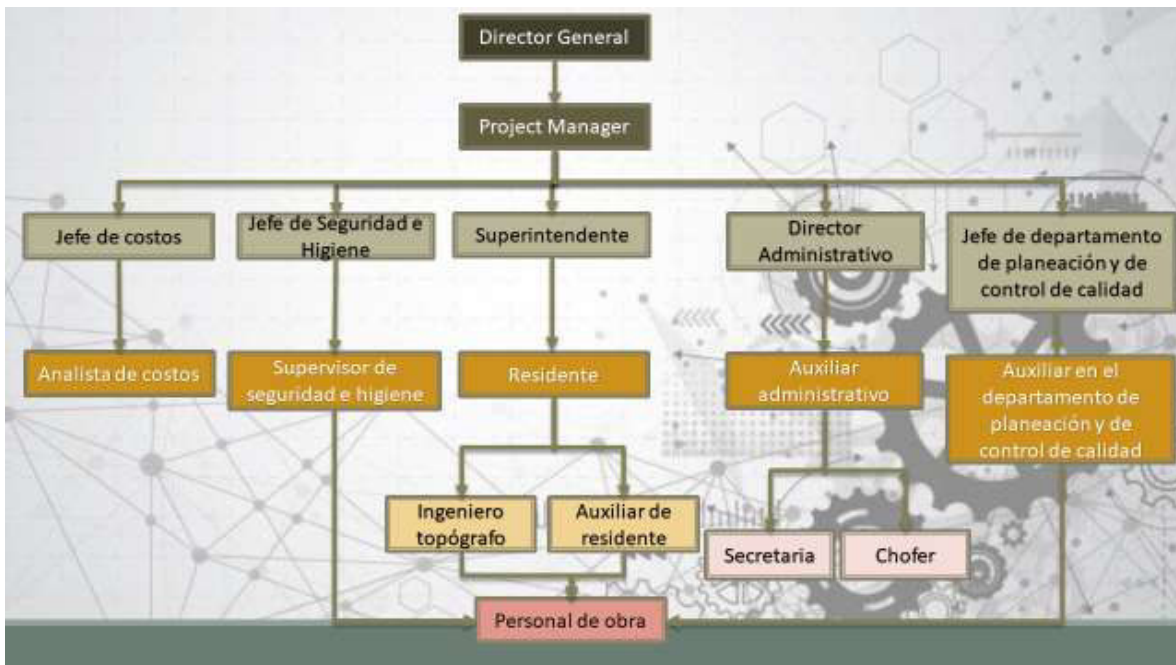 Director General
Project Manager
Jefe de costos
Jefe de Seguridad e
Higiene
Superintendente
Director
Administrativo
Jefe de departamento
de planeación y de
control de calidad
Analista de costos
Supervisor de
seguridad e higiene
Residente
Auxiliar
administrativo
Auxiliar en el
departamento de
planeación y de
control de calidad
Ingeniero
topógrafo
Auxiliar de
residente
Secretaria
Chofer
Personal de obra